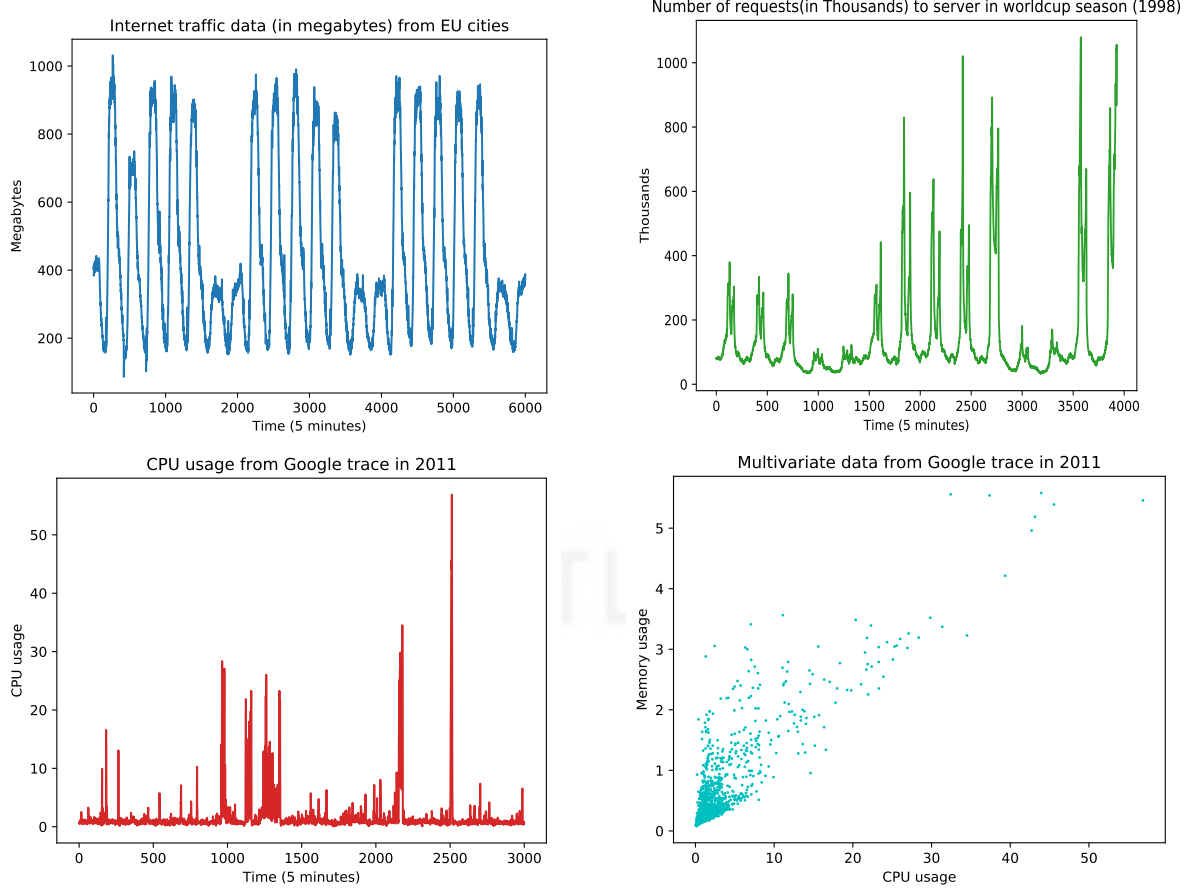 Internet traffic data (in megabytes) from EU cities
1000
800
600
400
200
Megabytes
0 1000 2000 3000 4000 5000 6000
Time (5 minutes)
Number of requests(in Thousands) to server in worldcup season (1998)
1000
800
600
400
200
0
Thousands
0 500 1000 1500 2000 2500 3000 3500 4000
Time (5 minutes)
CPU usage from Google trace in 2011
50
40
30
20
10
0
CPU usage
0 500 1000 1500 2000 2500 3000
Time (5 minutes)
Multivariate data from Google trace in 2011
5
4
3
2
1
0
Memory usage
0 10 20 30 40 50
CPU usage